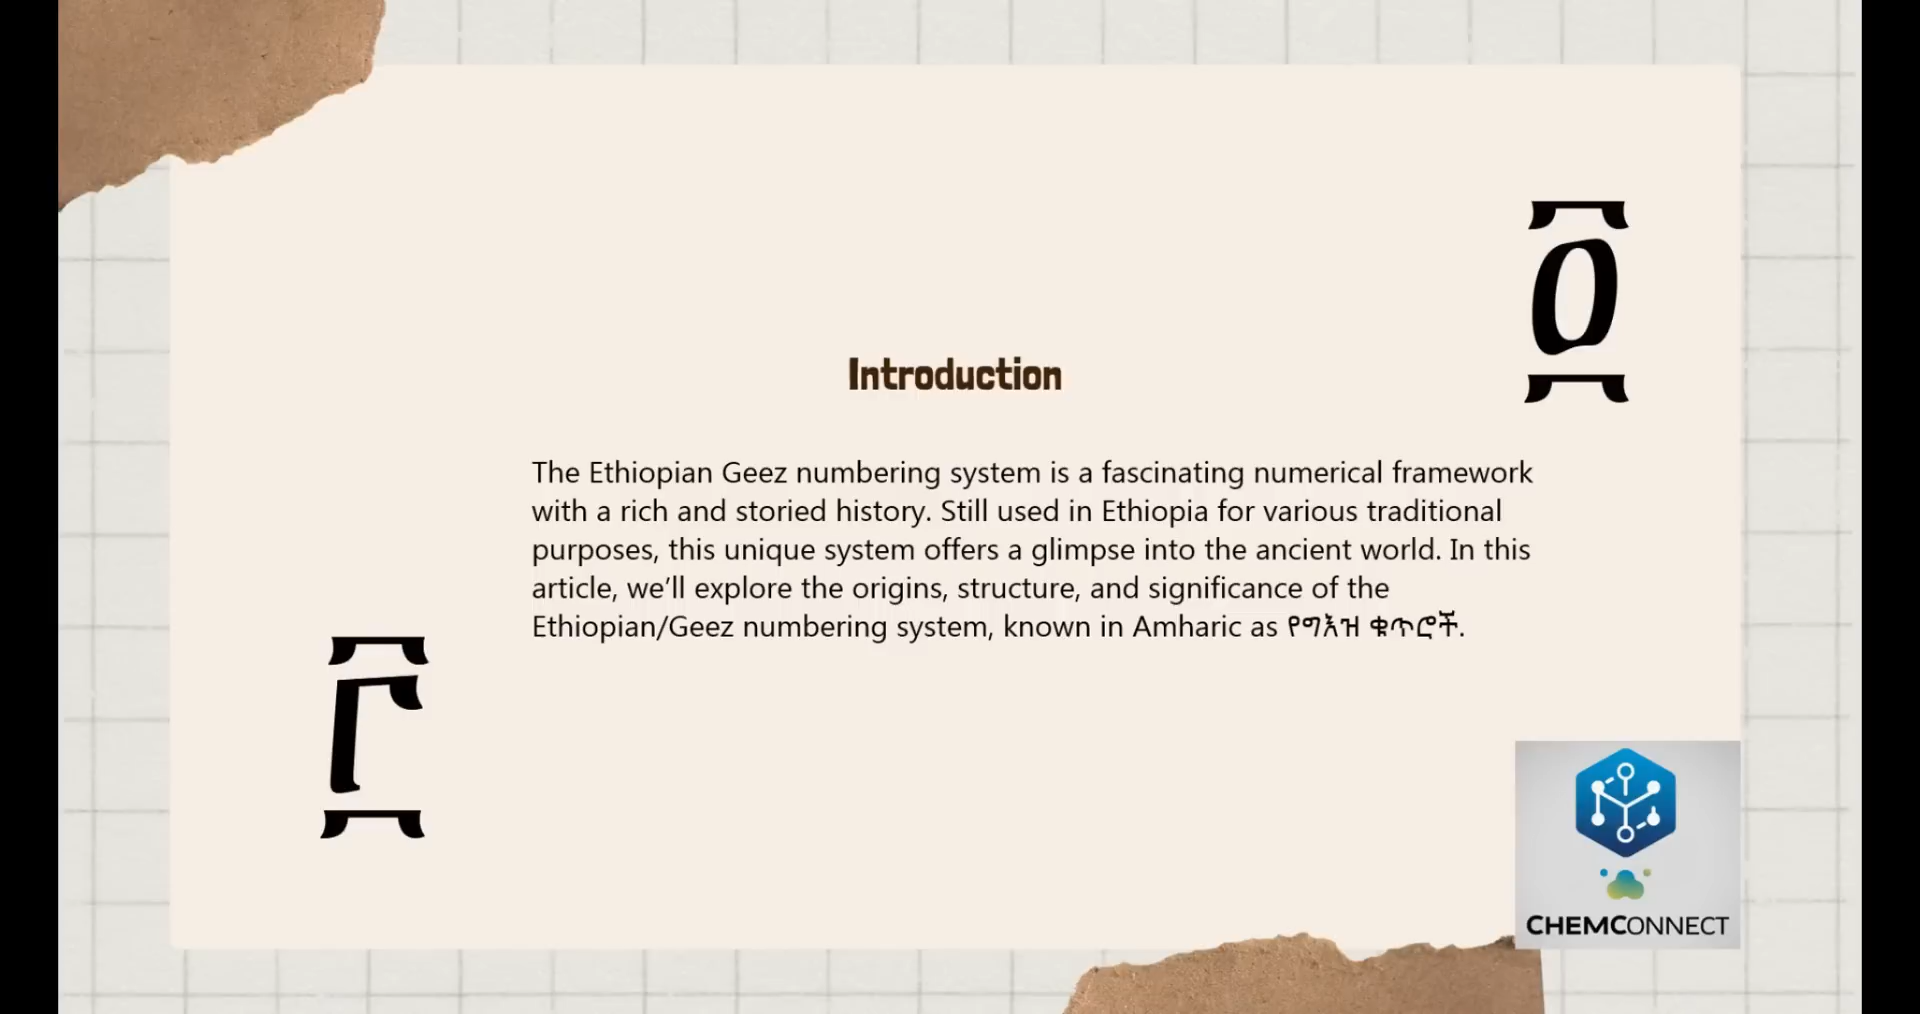 ፬
Introduction
The Ethiopian Geez numbering system is a fascinating numerical framework
with a rich and storied history. Still used in Ethiopia for various traditional
purposes, this unique system offers a glimpse into the ancient world. In this
article, we’ll explore the origins, structure, and significance of the
Ethiopian/Geez numbering system, known in Amharic as የግእዝ ቁጥሮች.
፫
CHEMCONNECT